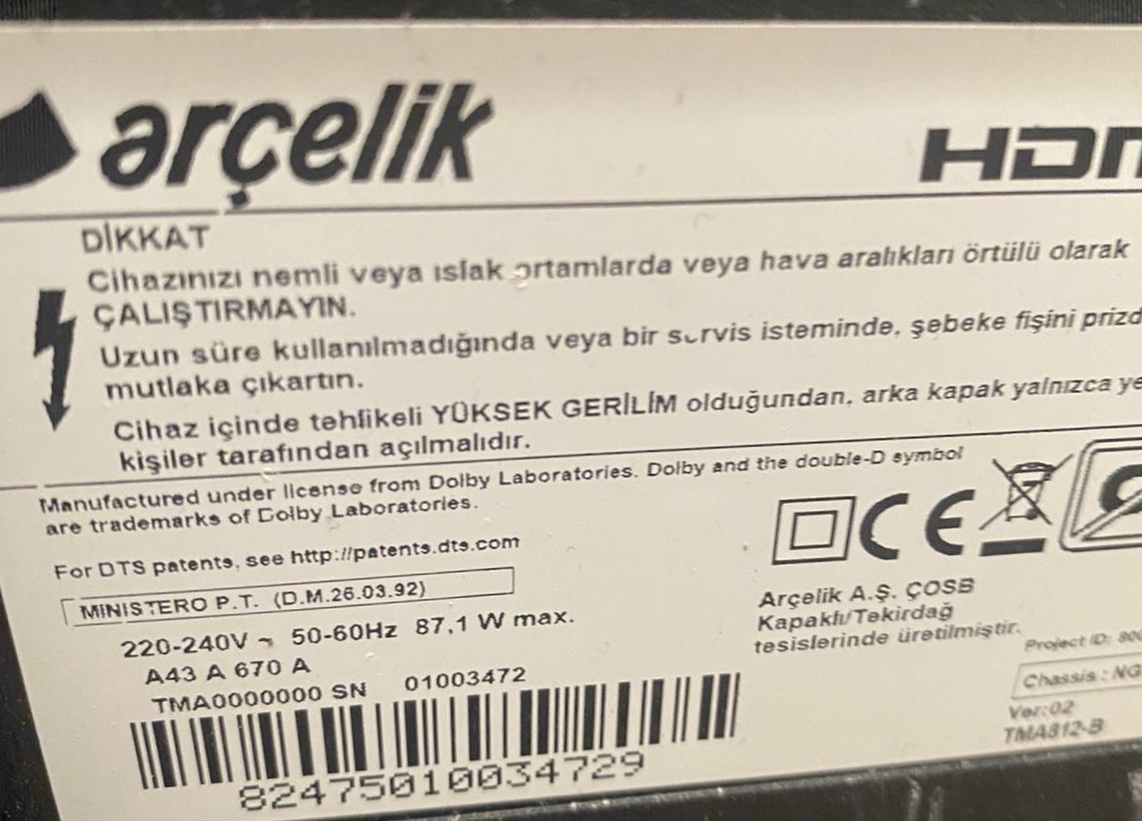 arçelik
DİKKAT
Cihazınızı nemli veya ıslak ortamlarda veya hava aralıkları örtülü olarak
ÇALIŞTIRMAYIN.
Uzun süre kullanılmadığında veya bir servis isteminde, şebeke fişini prizd
mutlaka çıkartın.
Cihaz içinde tehlikeli YÜKSEK GERİLİM olduğundan, arka kapak yalnızca ye
kişiler tarafından açılmalıdır.
Manufactured under license from Dolby Laboratories. Dolby and the double-D symbol
are trademarks of Dolby Laboratories.
For DTS patents, see http://patents.dts.com
MINISTERO P.T. (D.M.26.03.92)
220-240V ~ 50-60Hz 87,1 W max.
A43 A 670 A
TMA0000000 SN 01003472
82475010034729
HDM
CE
Arçelik A.Ş. ÇOSB
Kapaklı/Tekirdağ
tesislerinde üretilmiştir.
Project ID: 800
Chassis : NG
Ver:02
TMA812-B